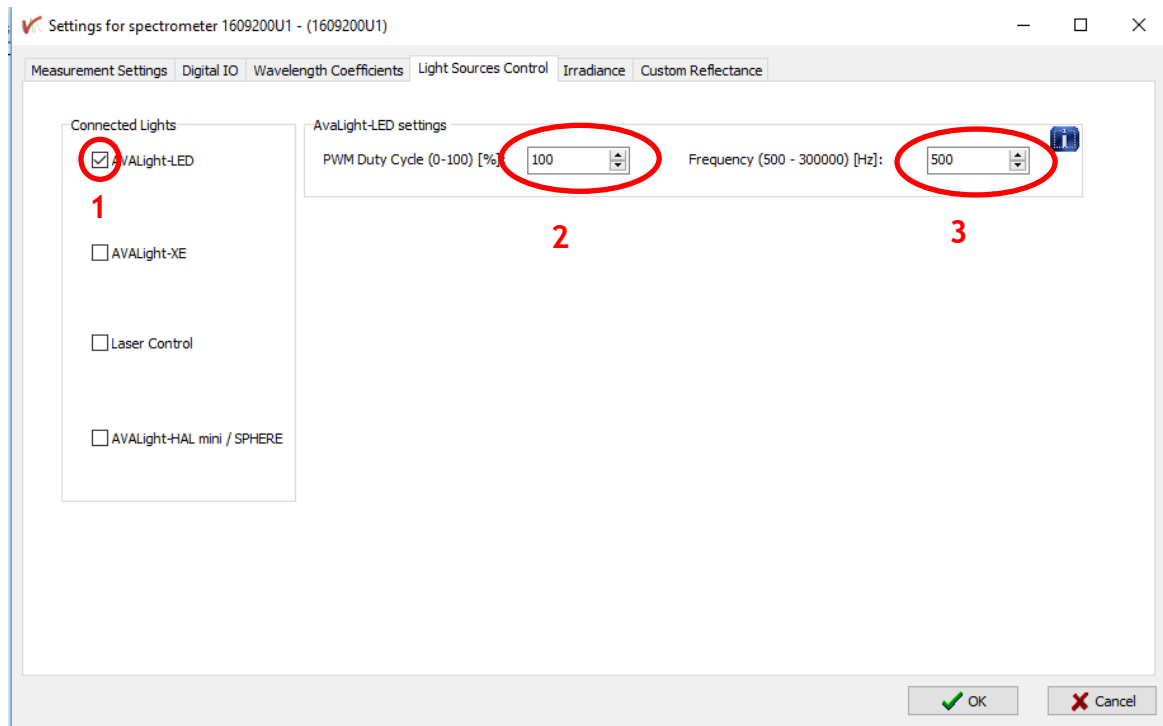 Settings for spectrometer 1609200U1 - (1609200U1)
Measurement Settings Digital IO Wavelength Coefficients Light Sources Control Irradiance Custom Reflectance
Connected Lights
AVALight-LED
1
AvaLight-LED settings
PWM Duty Cycle (0-100) [%]: 100 Frequency (500 - 300000) [Hz]: 500
2
3
AVALight-XE
Laser Control
AVALight-HAL mini / SPHERE
OK Cancel